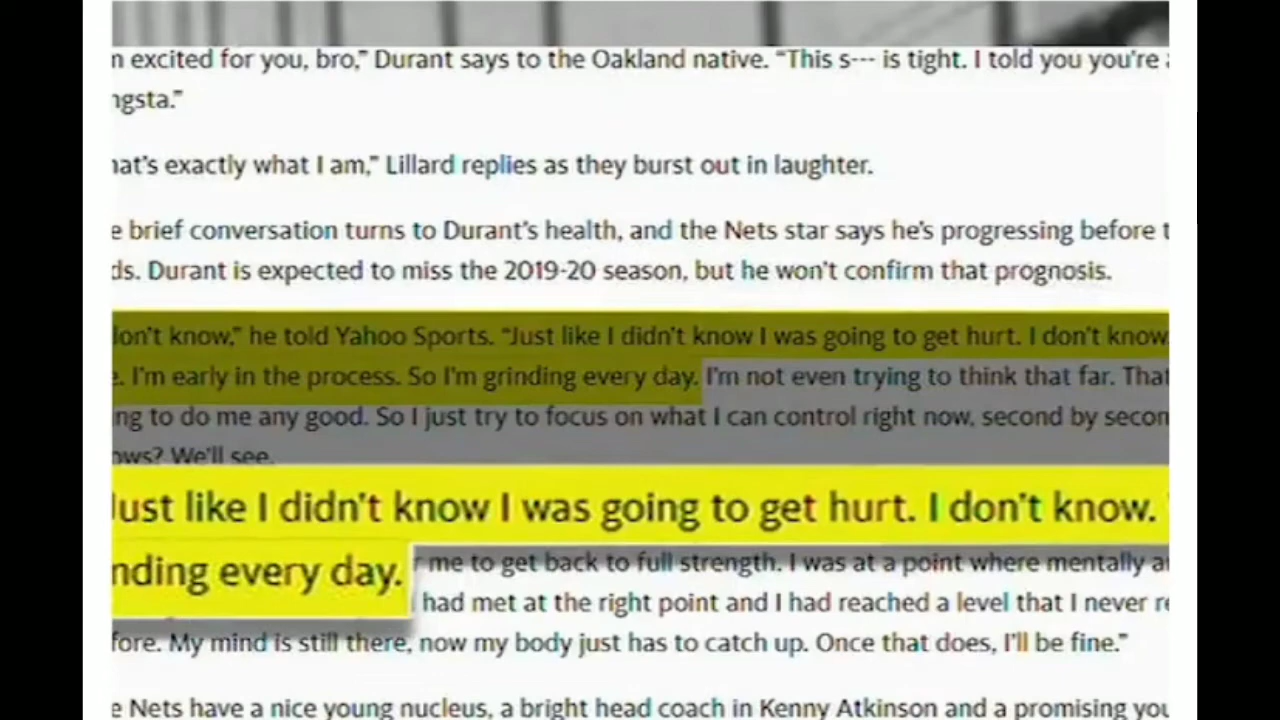 excited for you, bro,” Durant says to the Oakland native. “This s--- is tight. I told you you're
ngsta.”
hat's exactly what I am,” Lillard replies as they burst out in laughter.
e brief conversation turns to Durant's health, and the Nets star says he's progressing before t
ds. Durant is expected to miss the 2019-20 season, but he won't confirm that prognosis.
don't know,” he told Yahoo Sports. “Just like I didn't know I was going to get hurt. I don't know
e. I'm early in the process. So I'm grinding every day. I'm not even trying to think that far. That
ng to do me any good. So I just try to focus on what I can control right now, second by secon
ows? We'll see.
Just like I didn't know I was going to get hurt. I don't know.
nding every day.
me to get back to full strength. I was at a point where mentally a
had met at the right point and I had reached a level that I never re
fore. My mind is still there, now my body just has to catch up. Once that does, I'll be fine.”
e Nets have a nice young nucleus, a bright head coach in Kenny Atkinson and a promising you